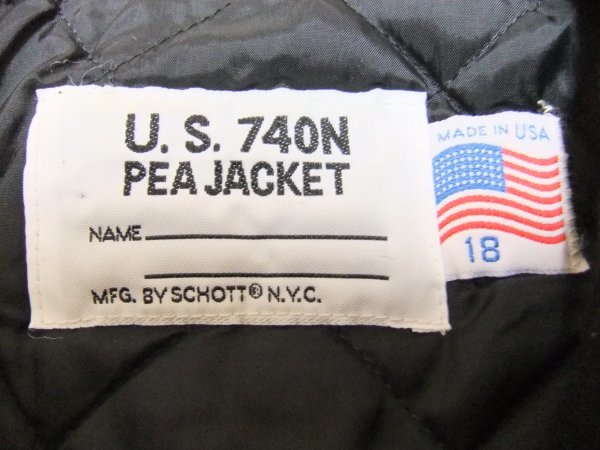 U. S. 740N
PEA JACKET
NAME
MFG. BY SCHOTT® N.Y.C.
MADE IN USA
18